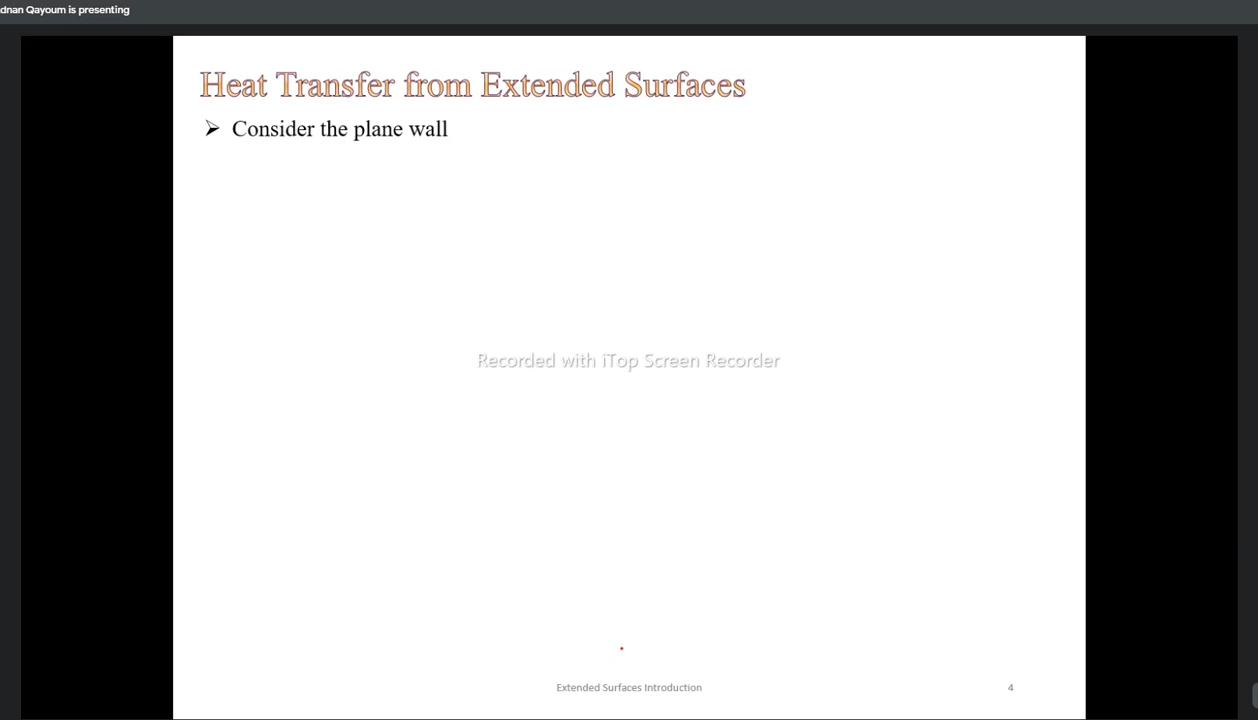 dnan Qayoum is presenting
Heat Transfer from Extended Surfaces
➢ Consider the plane wall
Recorded with iTop Screen Recorder
Extended Surfaces Introduction
4